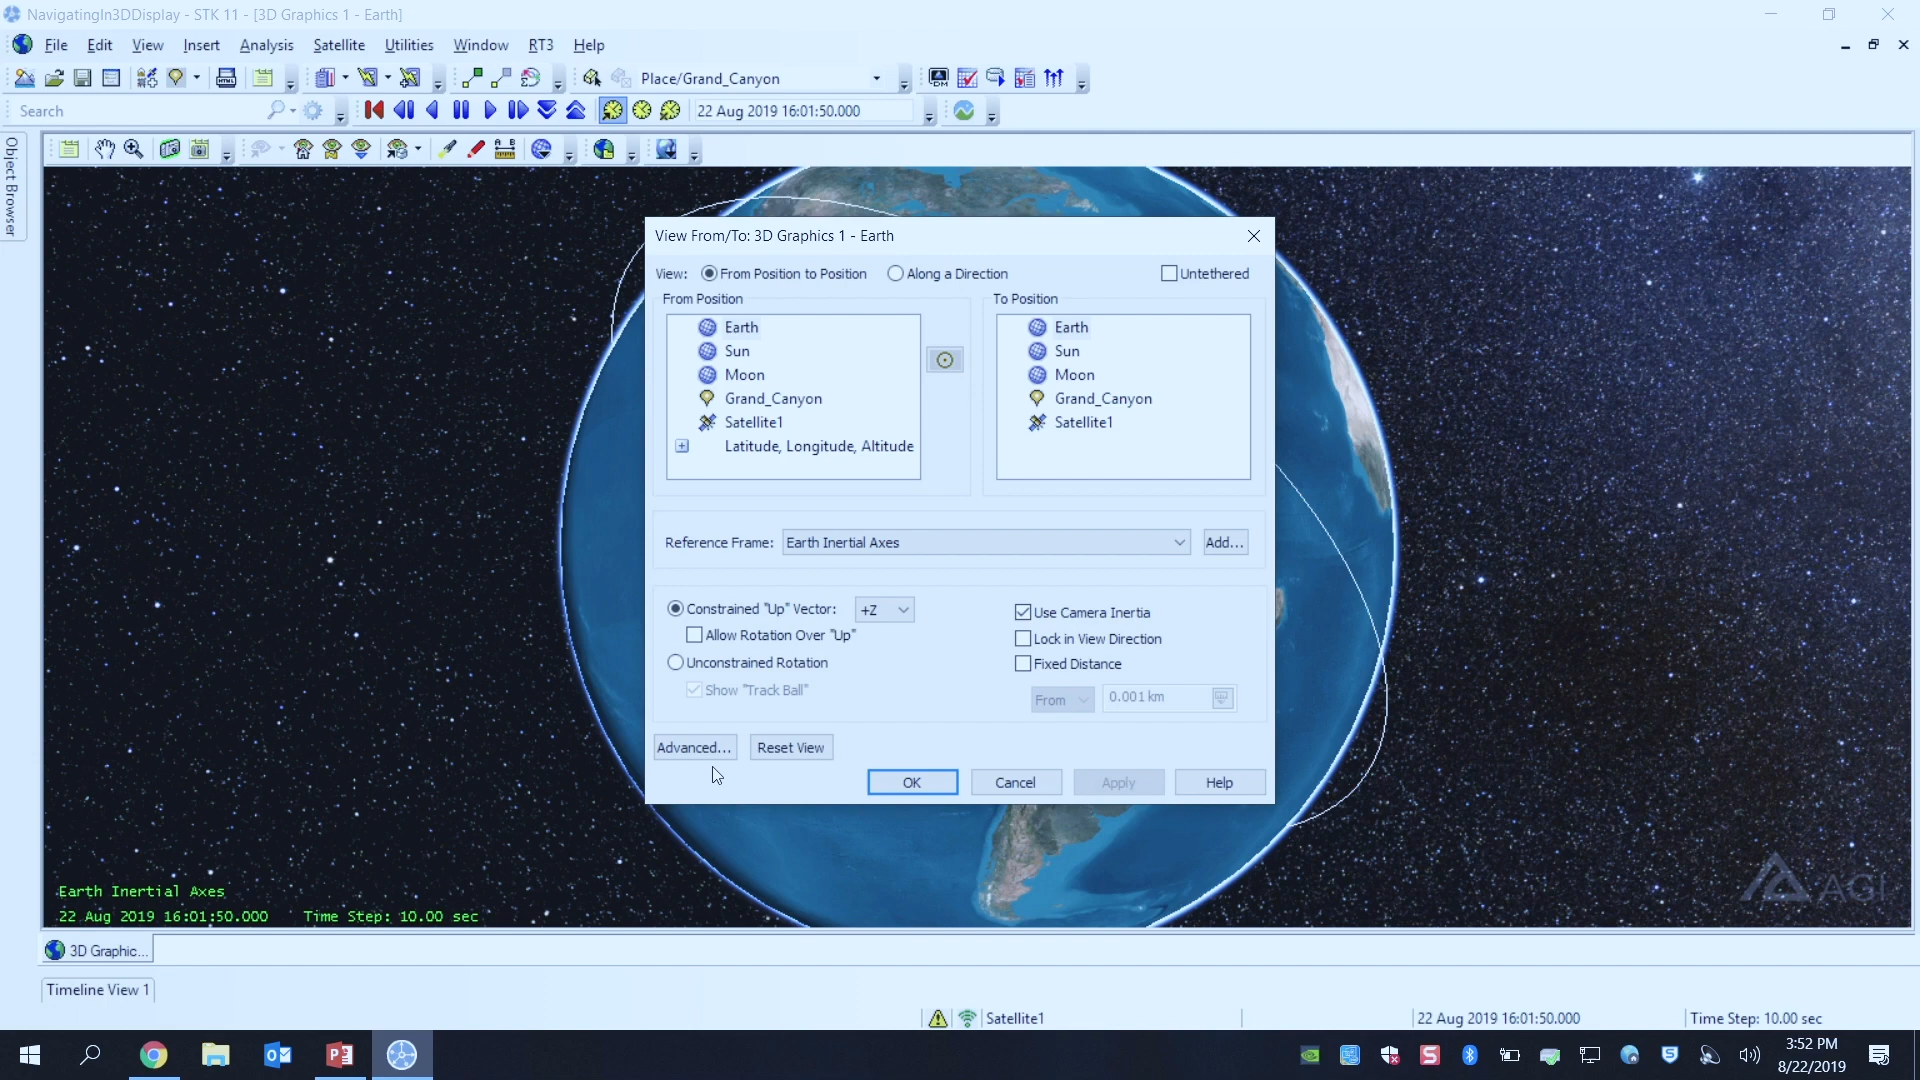 NavigatingIn3DDisplay - STK 11 - [3D Graphics 1 - Earth]
File Edit View Insert Analysis Satellite Utilities Window RT3 Help
Place/Grand_Canyon
Search
22 Aug 2019 16:01:50.000
Object Browser
View From/To: 3D Graphics 1 - Earth
View: From Position to Position Along a Direction Untethered
From Position To Position
Earth Earth
Sun Sun
Moon Moon
Grand_Canyon Grand_Canyon
Satellite1 Satellite1
Latitude, Longitude, Altitude
Reference Frame: Earth Inertial Axes Add...
Constrained "Up" Vector: +Z Use Camera Inertia
Allow Rotation Over "Up" Lock in View Direction
Unconstrained Rotation Fixed Distance
Show "Track Ball" From 0.001 km
Advanced... Reset View
OK Cancel Apply Help
Earth Inertial Axes
22 Aug 2019 16:01:50.000 Time Step: 10.00 sec
AGI
3D Graphic...
Timeline View 1
Satellite1 22 Aug 2019 16:01:50.000 Time Step: 10.00 sec
3:52 PM
8/22/2019